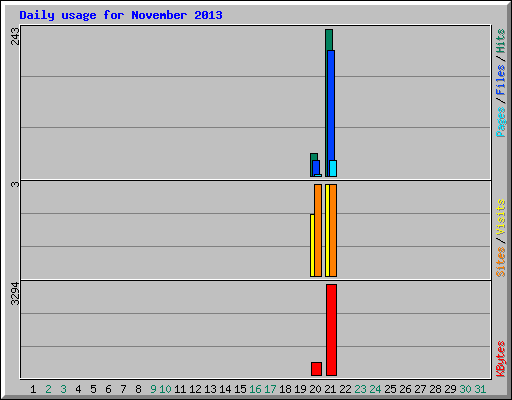 Daily usage for November 2013
243
Pages / Files / Hits
3
Sites / Visits
3294
KBytes
1 2 3 4 5 6 7 8 9 10 11 12 13 14 15 16 17 18 19 20 21 22 23 24 25 26 27 28 29 30 31